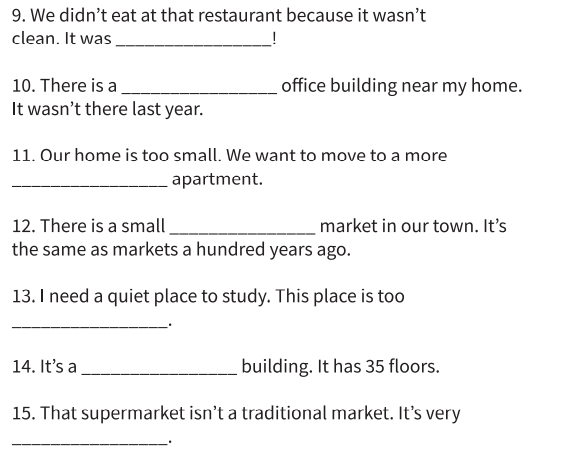 9. We didn’t eat at that restaurant because it wasn’t
clean. It was ________________!
10. There is a ________________ office building near my home.
It wasn’t there last year.
11. Our home is too small. We want to move to a more
________________ apartment.
12. There is a small _______________ market in our town. It’s
the same as markets a hundred years ago.
13. I need a quiet place to study. This place is too
________________.
14. It’s a ________________ building. It has 35 floors.
15. That supermarket isn’t a traditional market. It’s very
________________.